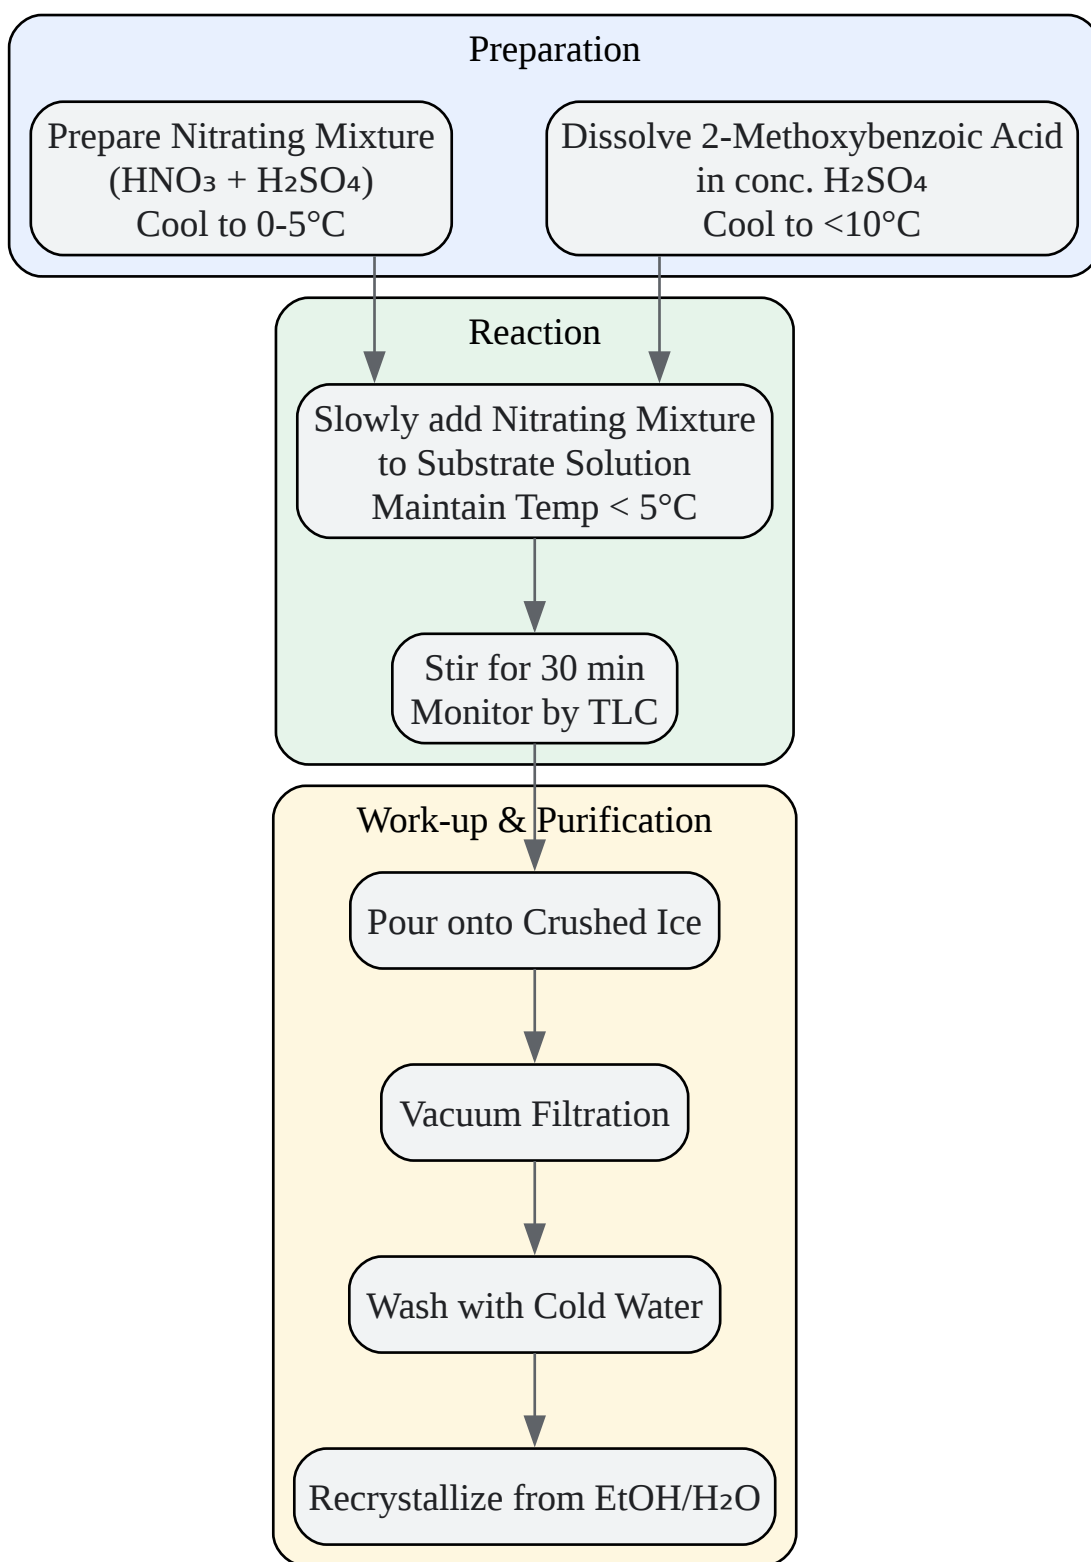 Preparation
Prepare Nitrating Mixture
(HNO₃ + H₂SO₄)
Cool to 0-5°C
Dissolve 2-Methoxybenzoic Acid
in conc. H₂SO₄
Cool to <10°C
Reaction
Slowly add Nitrating Mixture
to Substrate Solution
Maintain Temp < 5°C
Stir for 30 min
Monitor by TLC
Work-up & Purification
Pour onto Crushed Ice
Vacuum Filtration
Wash with Cold Water
Recrystallize from EtOH/H₂O